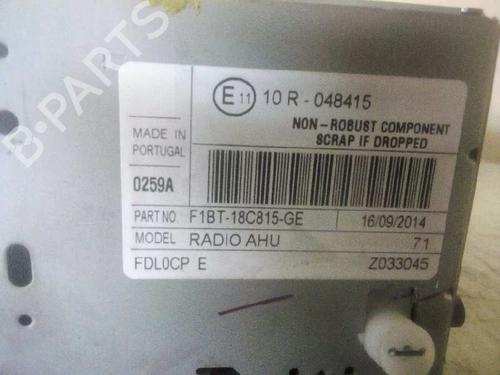 B-PARTS
E 11 10 R - 048415
NON - ROBUST COMPONENT
SCRAP IF DROPPED
MADE IN
PORTUGAL
0259A
PART NO F1BT-18C815-GE 16/09/2014
MODEL RADIO AHU 71
FDL0CP E Z033045